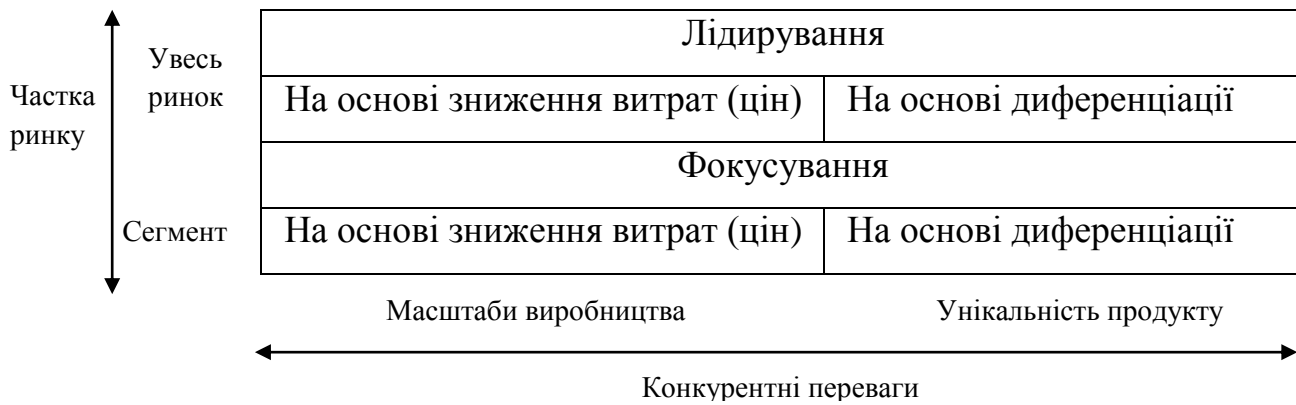 Лідирування
Увесь
ринок
На основі зниження витрат (цін)
На основі диференціації
Частка
ринку
Фокусування
Сегмент
На основі зниження витрат (цін)
На основі диференціації
Масштаби виробництва
Унікальність продукту
Конкурентні переваги